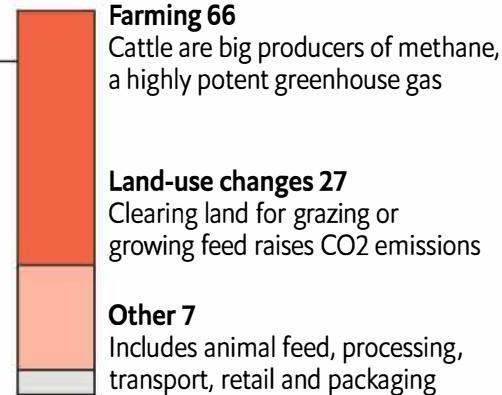 Farming 66
Cattle are big producers of methane,
a highly potent greenhouse gas
Land-use changes 27
Clearing land for grazing or
growing feed raises CO2 emissions
Other 7
Includes animal feed, processing,
transport, retail and packaging